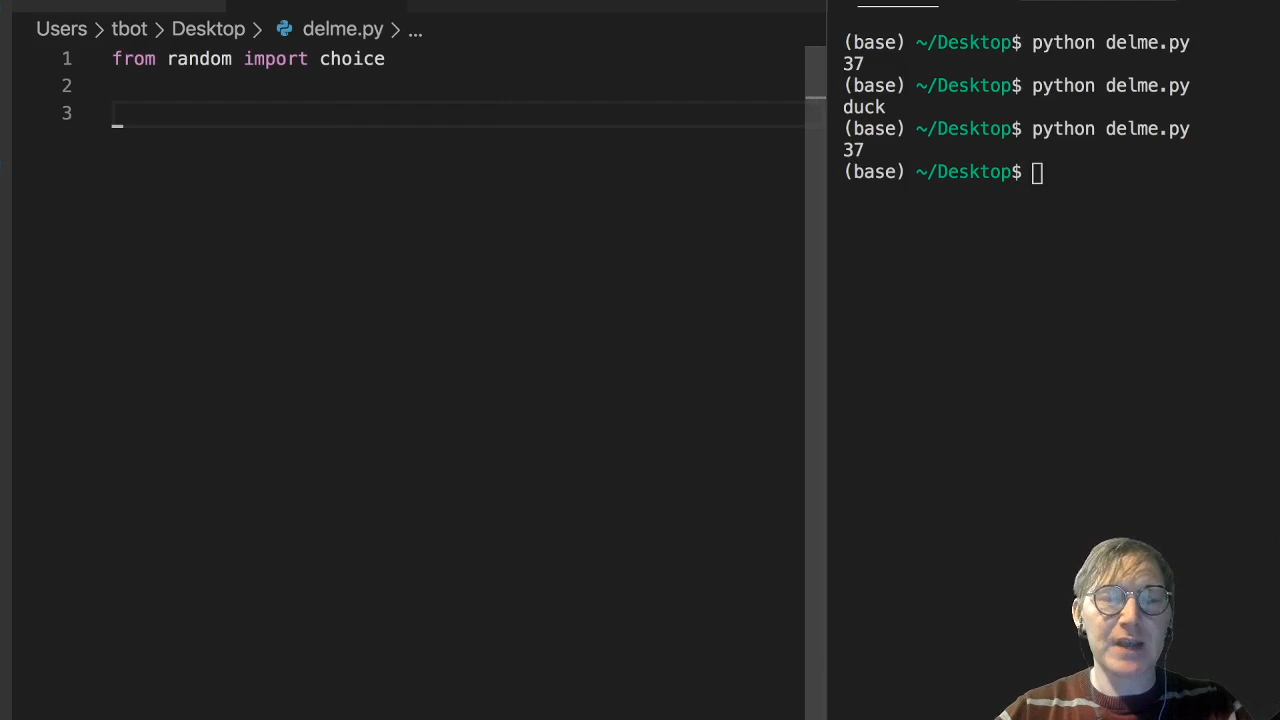 Users > tbot > Desktop > delme.py > ...
1 from random import choice
2
3
(base) ~/Desktop$ python delme.py
37
(base) ~/Desktop$ python delme.py
duck
(base) ~/Desktop$ python delme.py
37
(base) ~/Desktop$